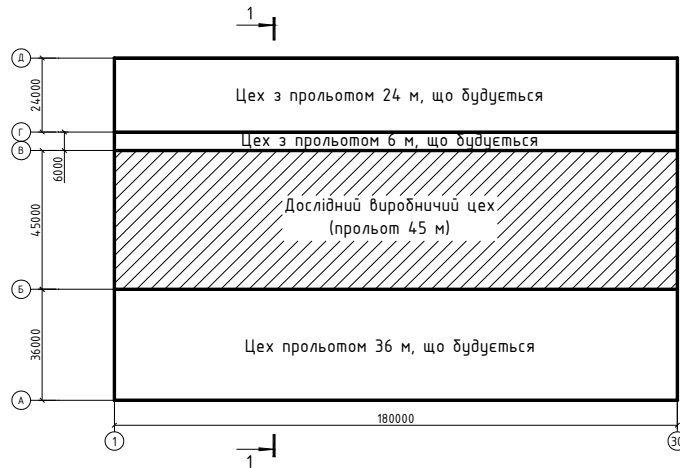 1
Д
24000
Цех з прольотом 24 м, що будується
Г
Цех з прольотом 6 м, що будується
В
6000
45000
Дослідний виробничий цех
(прольот 45 м)
Б
36000
Цех прольотом 36 м, що будується
А
180000
1
30
1